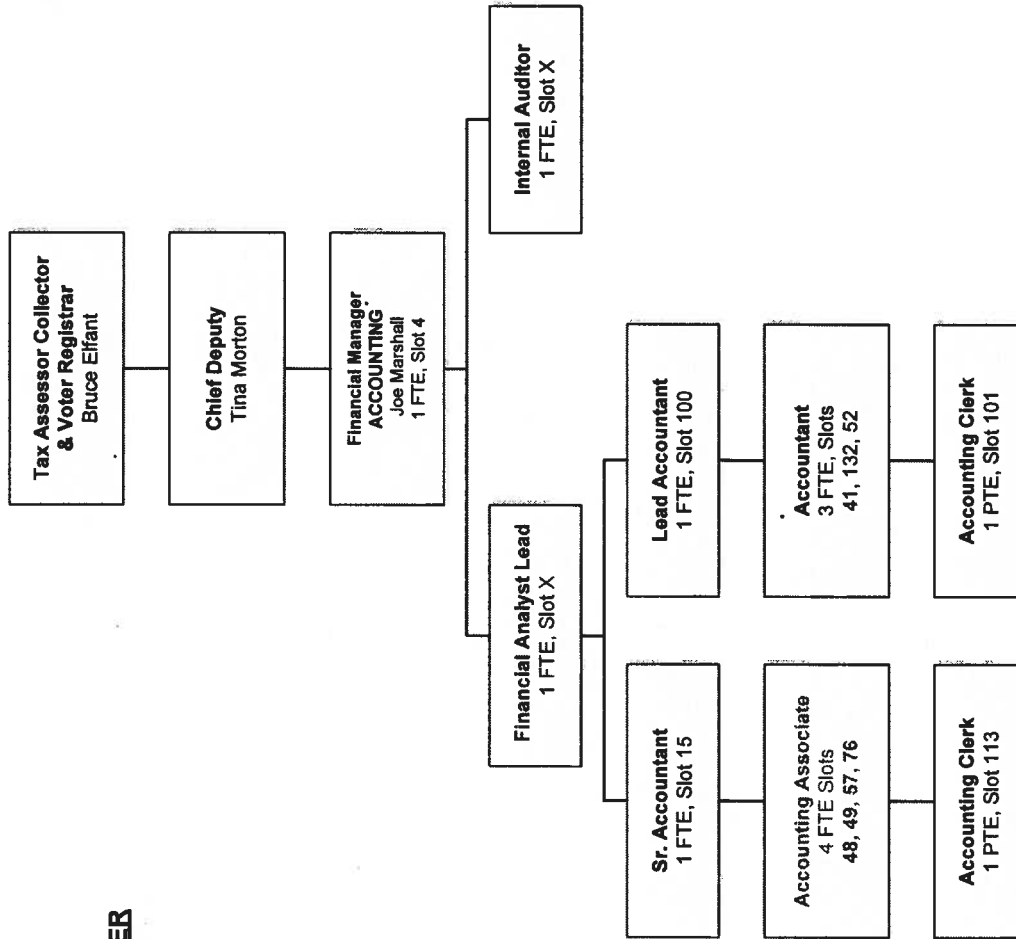 ER
Tax Assessor Collector
& Voter Registrar
Bruce Elfant
Chief Deputy
Tina Morton
Financial Manager
ACCOUNTING
Joe Marshall
1 FTE, Slot 4
Financial Analyst Lead
1 FTE, Slot X
Internal Auditor
1 FTE, Slot X
Sr. Accountant
1 FTE, Slot 15
Lead Accountant
1 FTE, Slot 100
Accounting Associate
4 FTE Slots
48, 49, 57, 76
Accountant
3 FTE, Slots
41, 132, 52
Accounting Clerk
1 PTE, Slot 113
Accounting Clerk
1 PTE, Slot 101